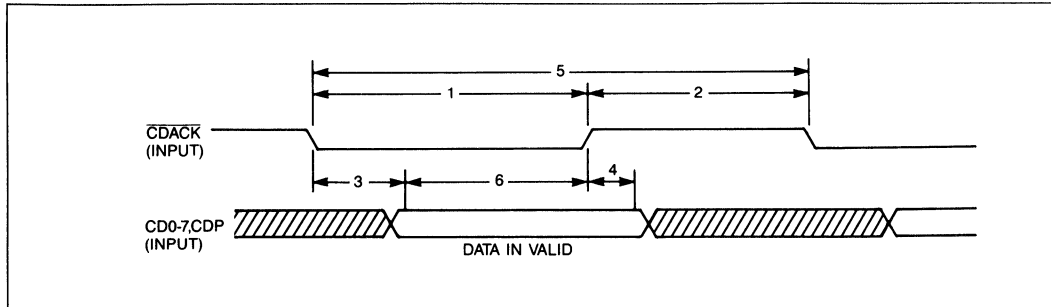 5
1
2
CDACK
(INPUT)
3
6
4
CD0-7,CDP
(INPUT)
DATA IN VALID